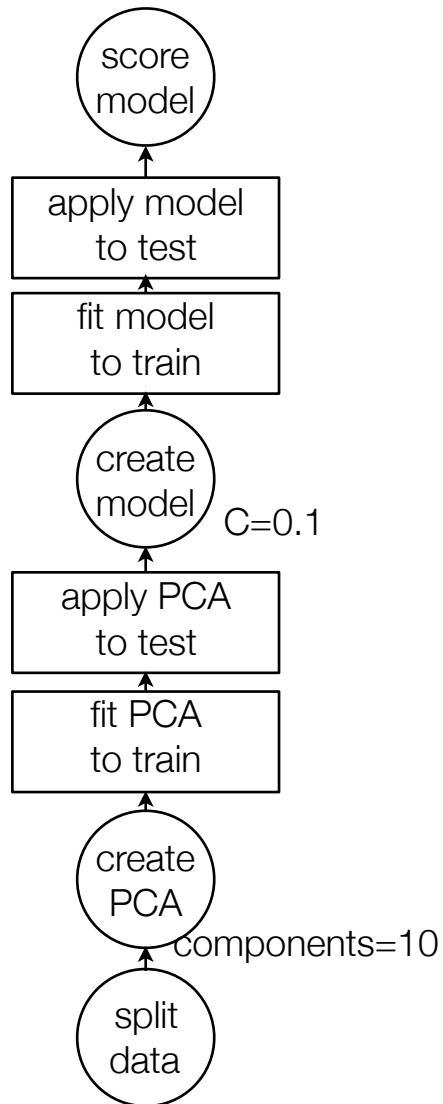 score
model
apply model
to test
fit model
to train
create
model
C=0.1
apply PCA
to test
fit PCA
to train
create
PCA
components=10
split
data